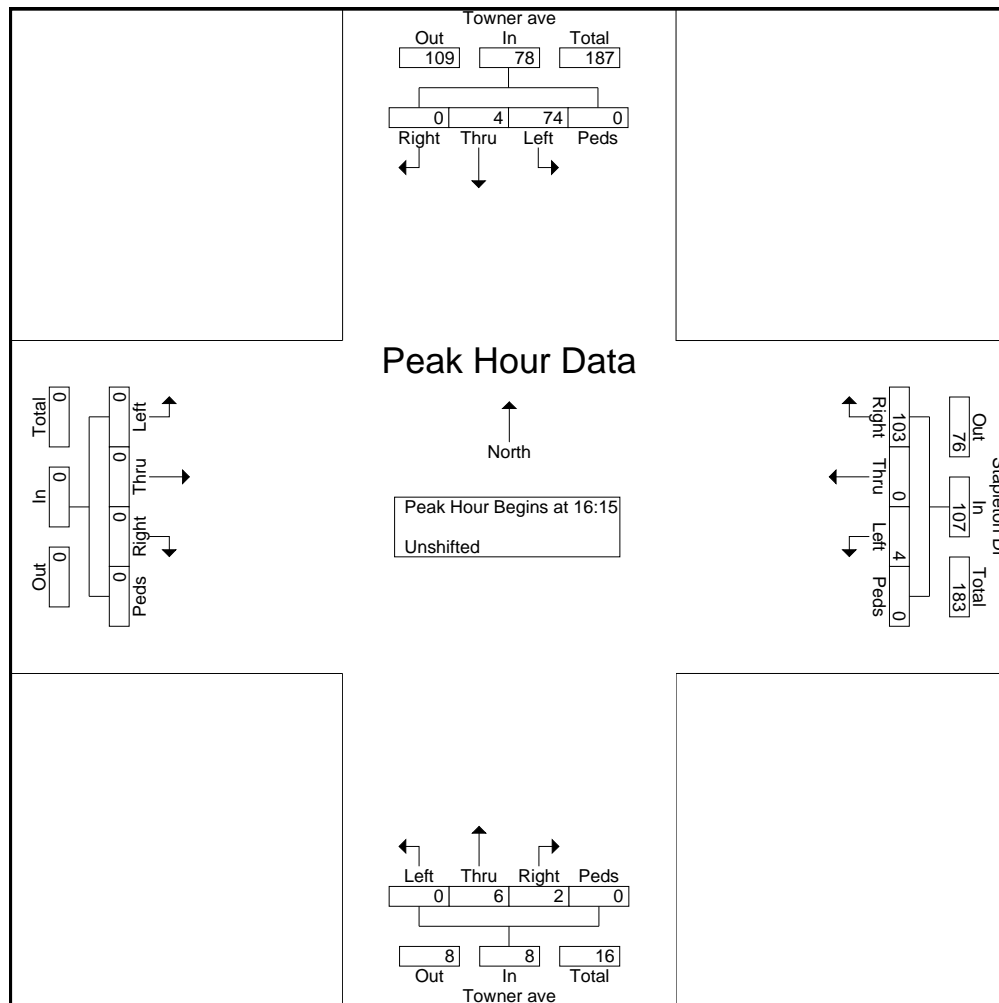 Towner ave
Out In Total
109 78 187
0 4 74 0
Right Thru Left Peds
Peak Hour Data
North
Peak Hour Begins at 16:15
Unshifted
Total In Out
0 0 0
0 0 0 0
Left Thru Right Peds
Right Thru Left Peds
103 0 4 0
76 107 183
Out In Total
Stapleton Dr
Left Thru Right Peds
0 6 2 0
8 8 16
Out In Total
Towner ave